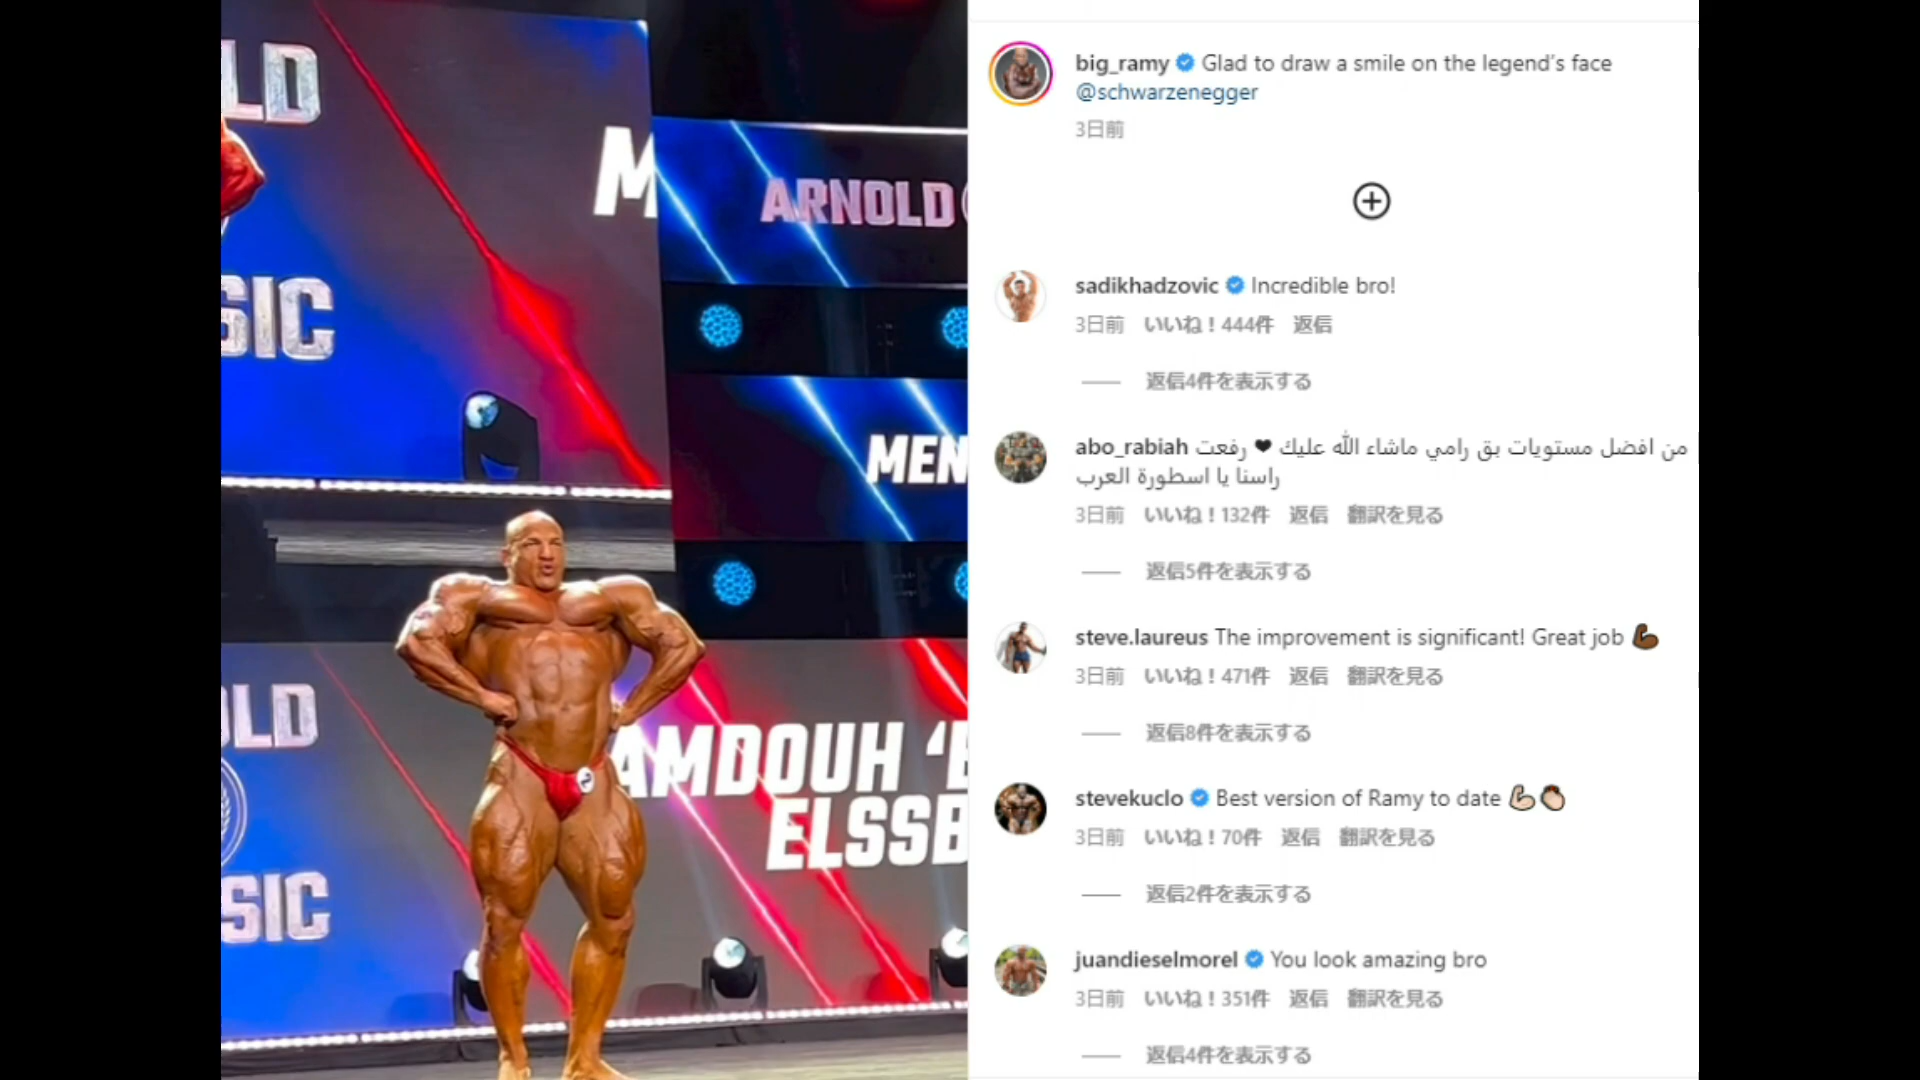 LD
SIC
M
ARNOLD
MEN
LD
SIC
AMDOUH ‘B
ELSSB
big_ramy Glad to draw a smile on the legend’s face
@schwarzenegger
3日前
sadikhadzovic Incredible bro!
3日前 いいね！444件 返信
返信4件を表示する
abo_rabiah من افضل مستويات بق رامي ماشاء الله عليك ❤ رفعت
راسنا يا اسطورة العرب
3日前 いいね！132件 返信 翻訳を見る
返信5件を表示する
steve.laureus The improvement is significant! Great job 💪🏿
3日前 いいね！471件 返信 翻訳を見る
返信8件を表示する
stevekuclo Best version of Ramy to date 💪🏻👏🏻
3日前 いいね！70件 返信 翻訳を見る
返信2件を表示する
juandieselmorel You look amazing bro
3日前 いいね！351件 返信 翻訳を見る
返信4件を表示する